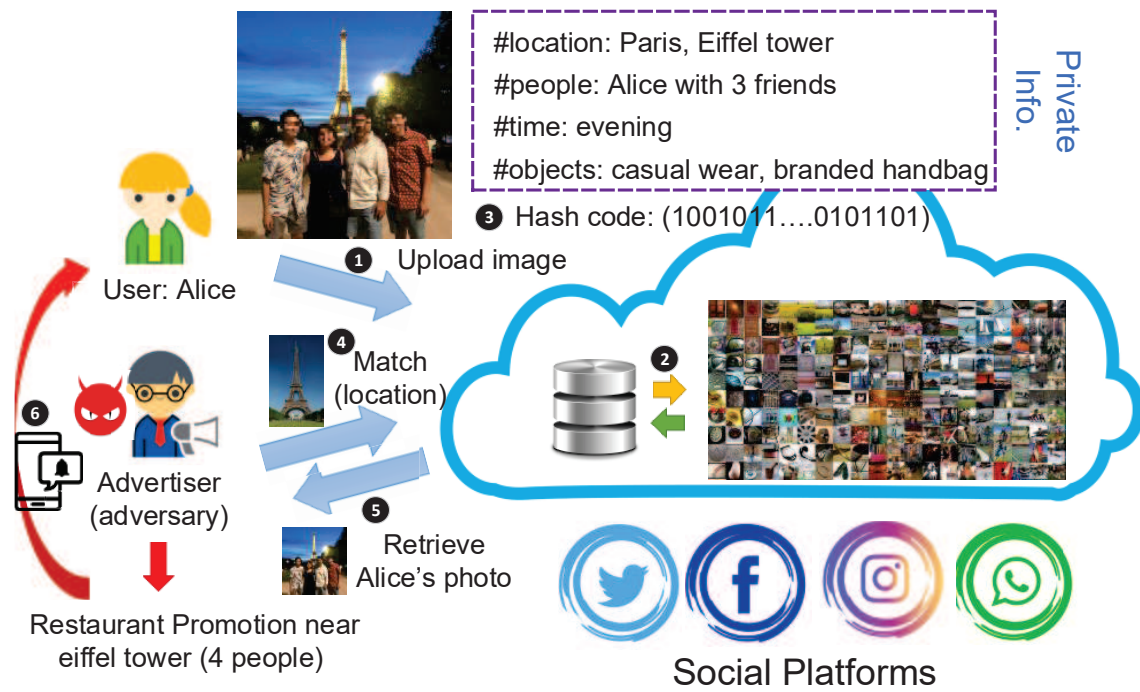 #location: Paris, Eiffel tower
#people: Alice with 3 friends
#time: evening
#objects: casual wear, branded handbag
Private
Info.
3 Hash code: (1001011....0101101)
1 Upload image
User: Alice
4 Match
(location)
2
6
Advertiser
(adversary)
5 Retrieve
Alice's photo
Restaurant Promotion near
eiffel tower (4 people)
f
Social Platforms